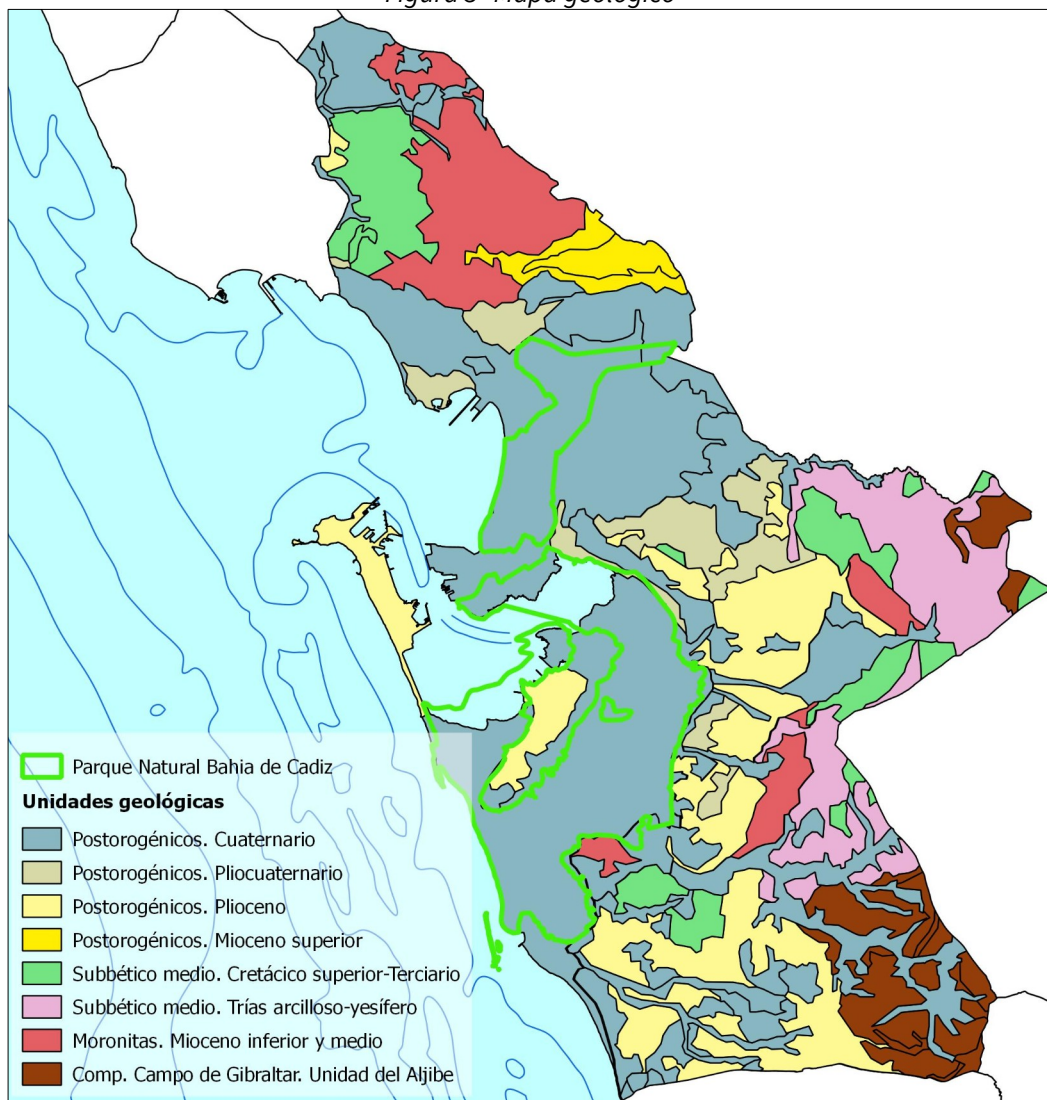 Parque Natural Bahia de Cadiz
Unidades geológicas
Postorogénicos. Cuaternario
Postorogénicos. Pliocuaternario
Postorogénicos. Plioceno
Postorogénicos. Mioceno superior
Subbético medio. Cretácico superior-Terciario
Subbético medio. Trías arcilloso-yesífero
Moronitas. Mioceno inferior y medio
Comp. Campo de Gibraltar. Unidad del Aljibe